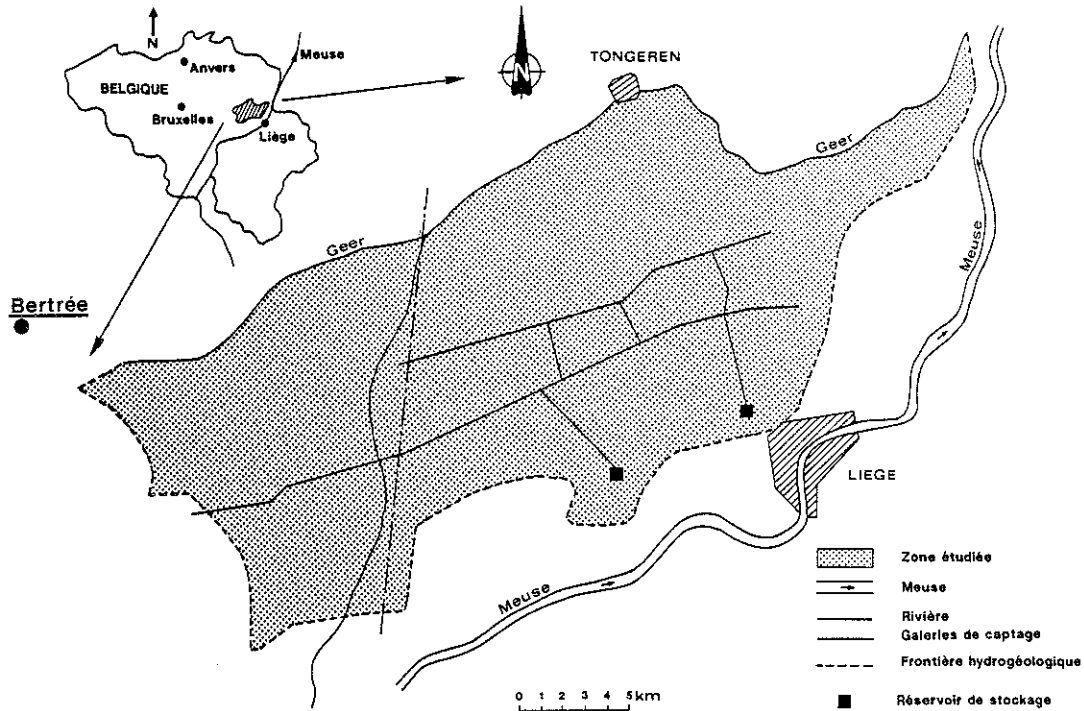 N
Meuse
Anvers
BELGIQUE
Bruxelles
Liège
N
TONGEREN
Geer
Geer
Meuse
Bertrée
LIEGE
Meuse
Zone étudiée
Meuse
Rivière
Galeries de captage
Frontière hydrogéologique
Réservoir de stockage
0 1 2 3 4 5km